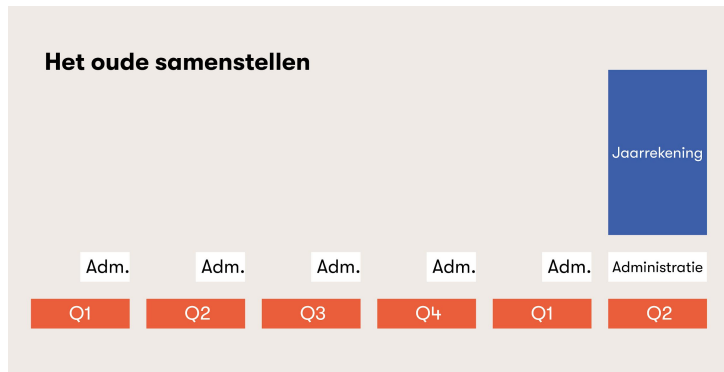 Het oude samenstellen
Jaarrekening
Adm. Adm. Adm. Adm. Adm. Administratie
Q1 Q2 Q3 Q4 Q1 Q2